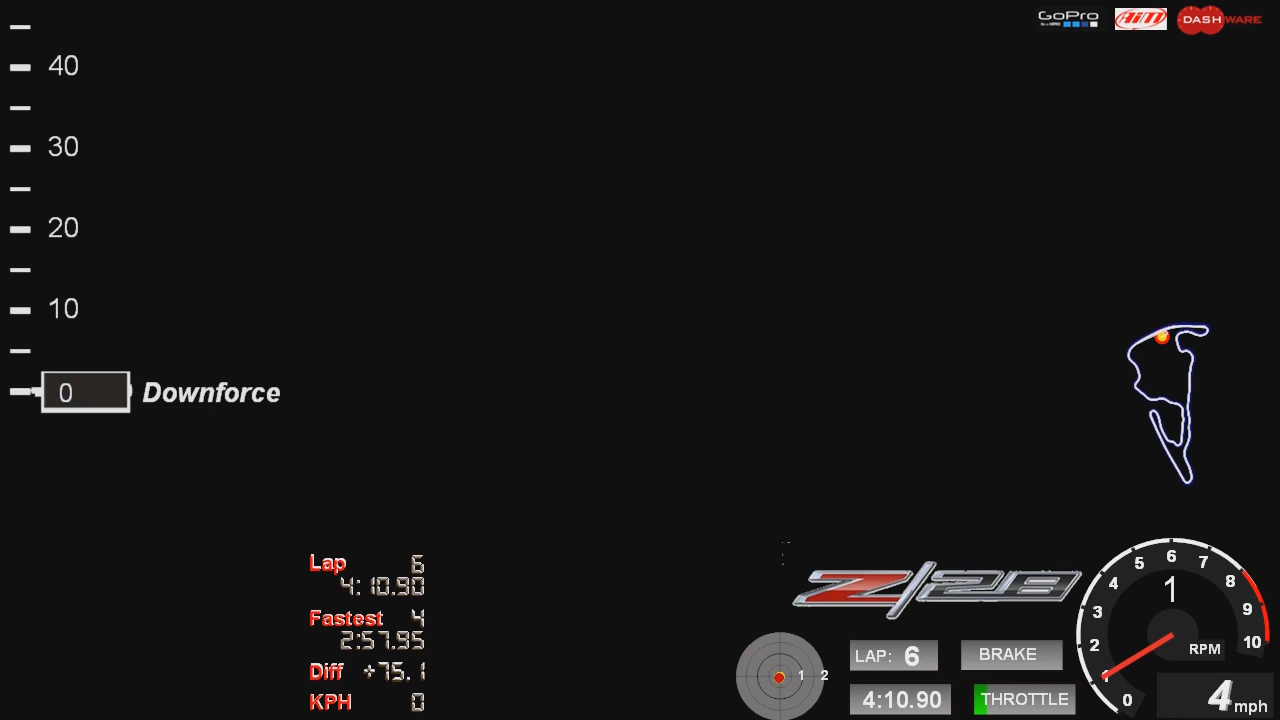 GoPro
AiM
DASHWARE
40
30
20
10
0 Downforce
Lap 6
4:10.90
Fastest 4
2:57.95
Diff +75.1
KPH 0
Z/28
1 2
LAP: 6
BRAKE
4:10.90
THROTTLE
0 1 2 3 4 5 6 7 8 9 10
1
RPM
4 mph